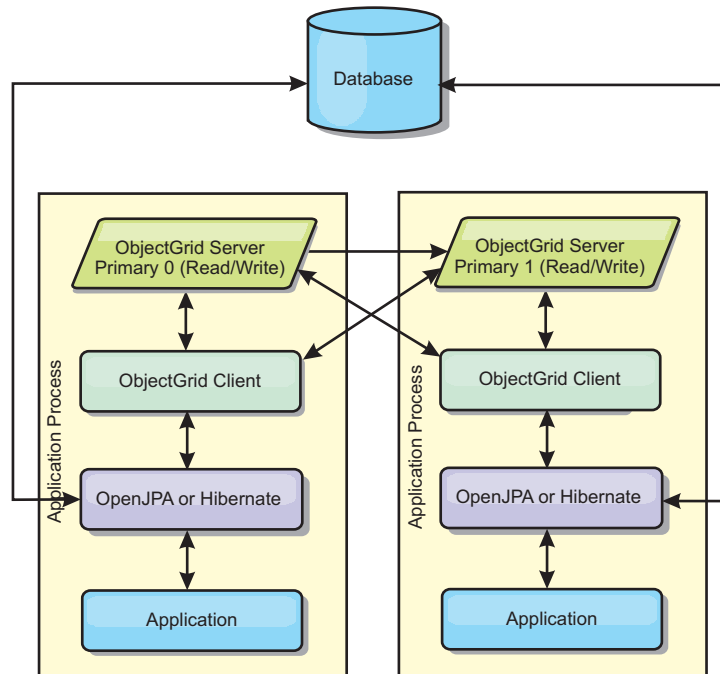 Database
ObjectGrid Server
Primary 0 (Read/Write)
ObjectGrid Client
OpenJPA or Hibernate
Application
Application Process
ObjectGrid Server
Primary 1 (Read/Write)
ObjectGrid Client
OpenJPA or Hibernate
Application
Application Process